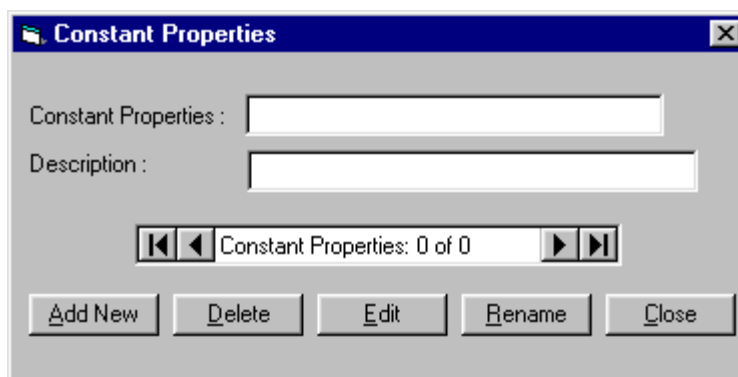 Constant Properties
Constant Properties :
Description :
Constant Properties: 0 of 0
Add New Delete Edit Rename Close